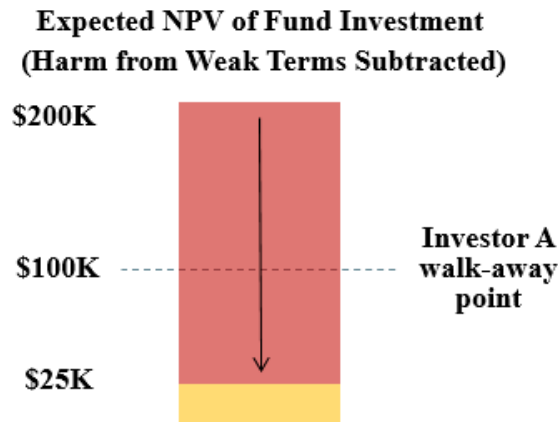 Expected NPV of Fund Investment
(Harm from Weak Terms Subtracted)
$200K
$100K
Investor A
walk-away
point
$25K